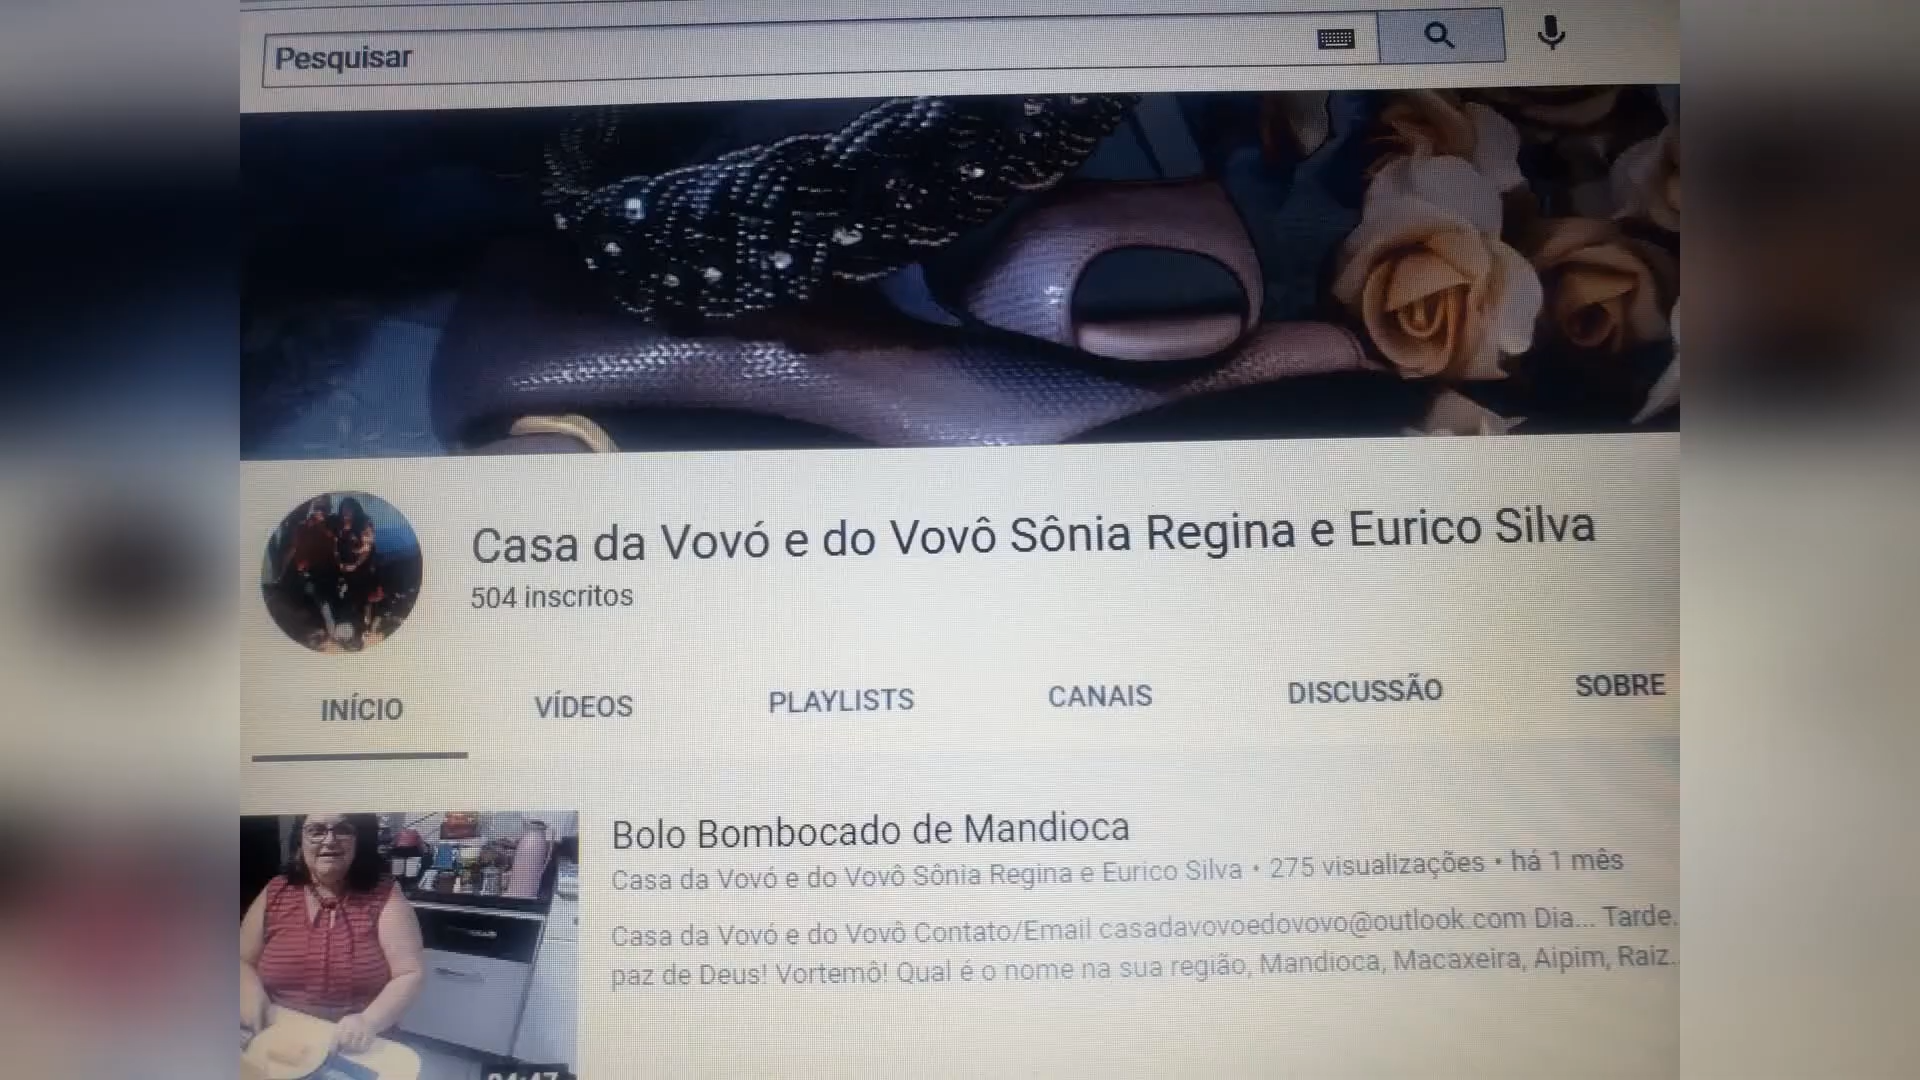 Pesquisar
Casa da Vovó e do Vovô Sônia Regina e Eurico Silva
504 inscritos
INÍCIO VÍDEOS PLAYLISTS CANAIS DISCUSSÃO SOBRE
Bolo Bombocado de Mandioca
Casa da Vovó e do Vovô Sônia Regina e Eurico Silva • 275 visualizações • há 1 mês
Casa da Vovó e do Vovô Contato/Email casadavovoedovovo@outlook.com Dia... Tarde.
paz de Deus! Vortemô! Qual é o nome na sua região, Mandioca, Macaxeira, Aipim, Raiz..